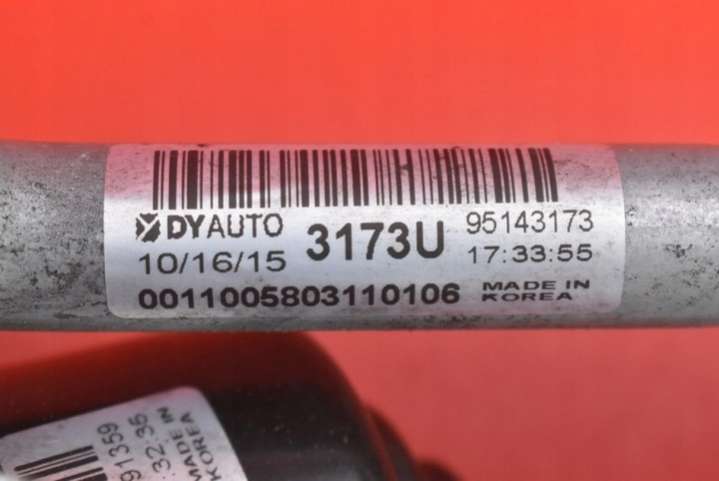 DYAUTO 3173U 95143173
10/16/15 17:33:55
0011005803110106 MADE IN
KOREA
91359
:32:35
MADE IN
KOREA